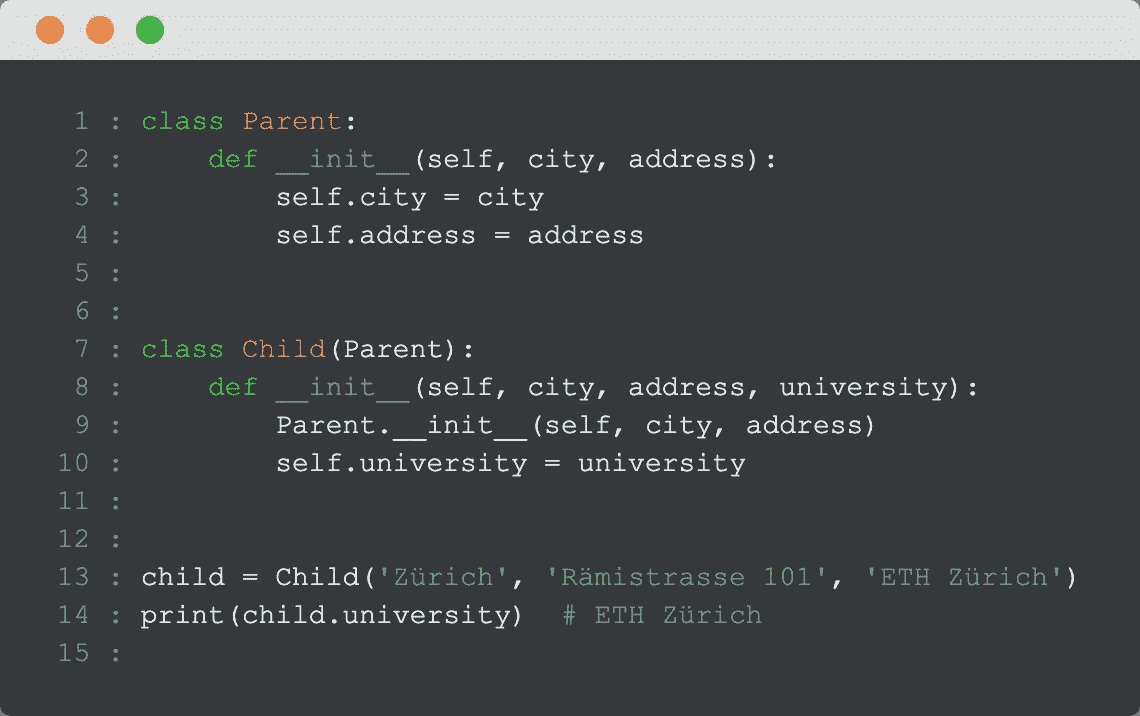 1 : class Parent:
2 :     def __init__(self, city, address):
3 :         self.city = city
4 :         self.address = address
5 :
6 :
7 : class Child(Parent):
8 :     def __init__(self, city, address, university):
9 :         Parent.__init__(self, city, address)
10 :         self.university = university
11 :
12 :
13 : child = Child('Zürich', 'Rämistrasse 101', 'ETH Zürich')
14 : print(child.university)  # ETH Zürich
15 :